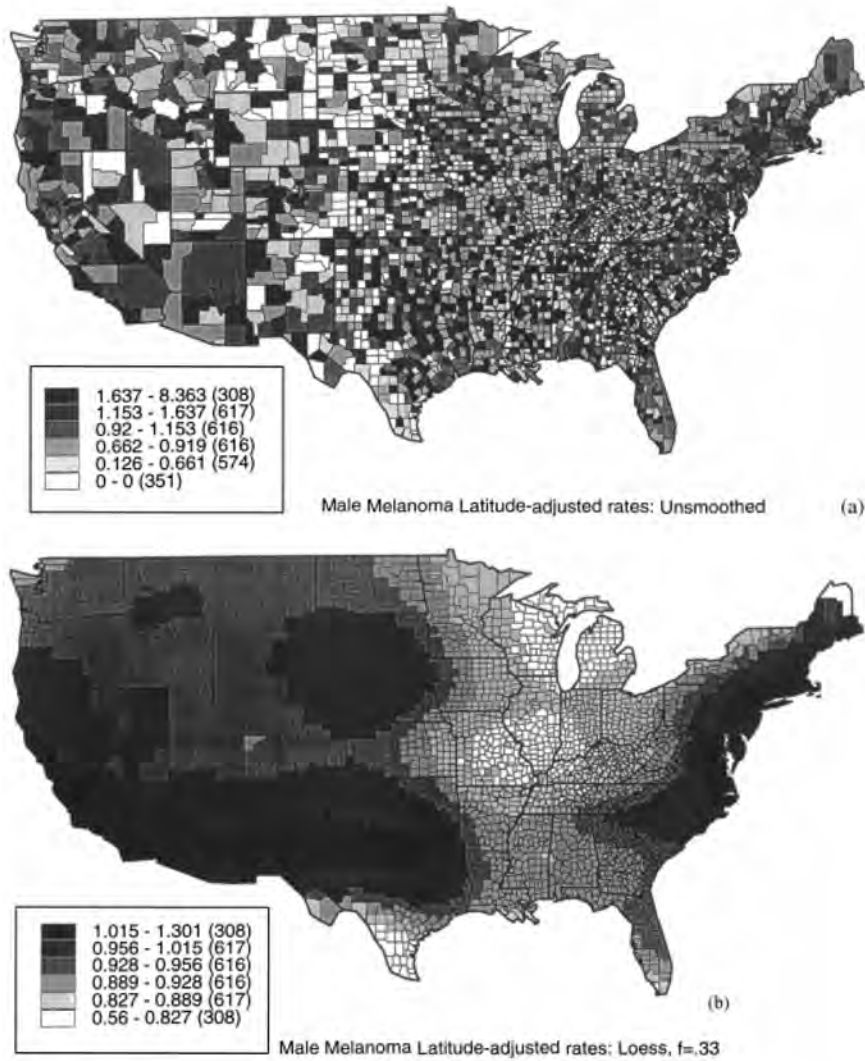 1.637 - 8.363 (308)
1.153 - 1.637 (617)
0.92 - 1.153 (616)
0.662 - 0.919 (616)
0.126 - 0.661 (574)
0 - 0 (351)
Male Melanoma Latitude-adjusted rates: Unsmoothed
(a)
1.015 - 1.301 (308)
0.956 - 1.015 (617)
0.928 - 0.956 (616)
0.889 - 0.928 (616)
0.827 - 0.889 (617)
0.56 - 0.827 (308)
(b)
Male Melanoma Latitude-adjusted rates: Loess, f=.33